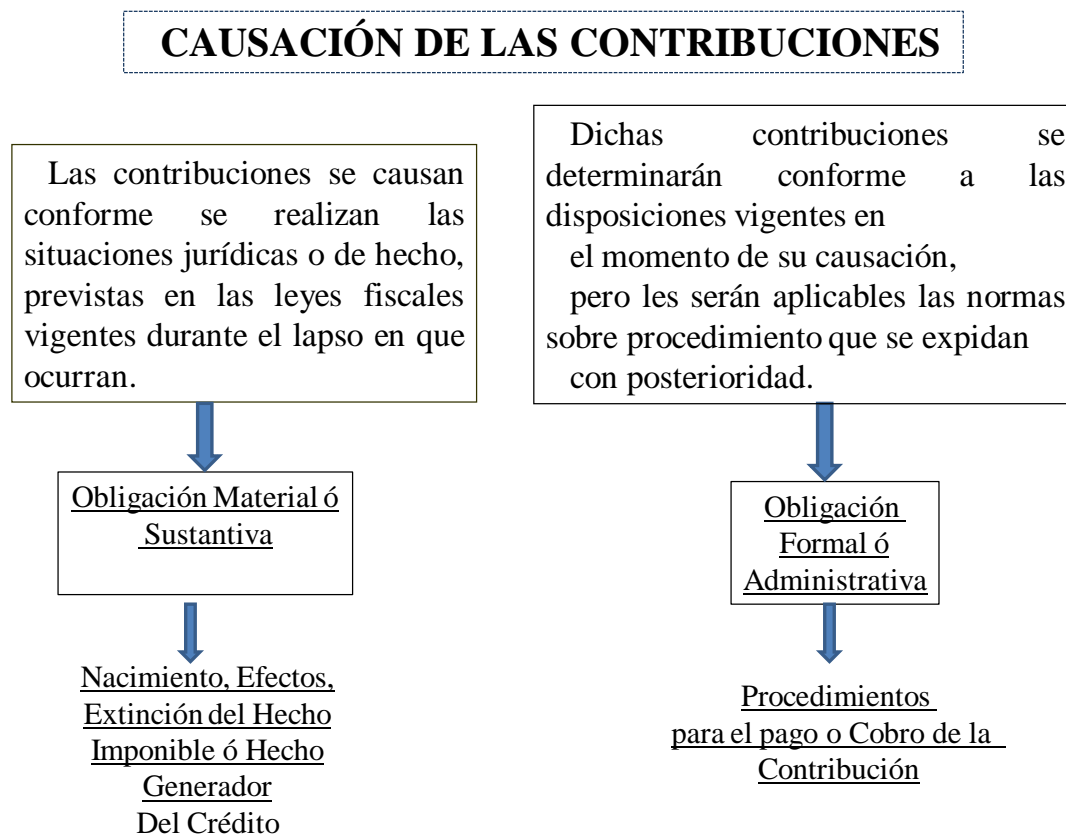 CAUSACIÓN DE LAS CONTRIBUCIONES
Las contribuciones se causan
conforme se realizan las
situaciones jurídicas o de hecho,
previstas en las leyes fiscales
vigentes durante el lapso en que
ocurran.
Obligación Material ó
Sustantiva
Nacimiento, Efectos,
Extinción del Hecho
Imponible ó Hecho
Generador
Del Crédito
Dichas contribuciones se
determinarán conforme a las
disposiciones vigentes en
el momento de su causación,
pero les serán aplicables las normas
sobre procedimiento que se expidan
con posterioridad.
Obligación
Formal ó
Administrativa
Procedimientos
para el pago o Cobro de la
Contribución